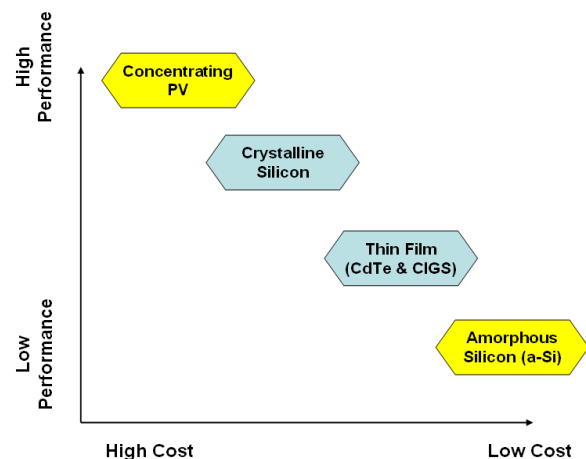 High
Performance
Concentrating
PV
Crystalline
Silicon
Thin Film
(CdTe & CIGS)
Amorphous
Silicon (a-Si)
Low
Performance
High Cost
Low Cost